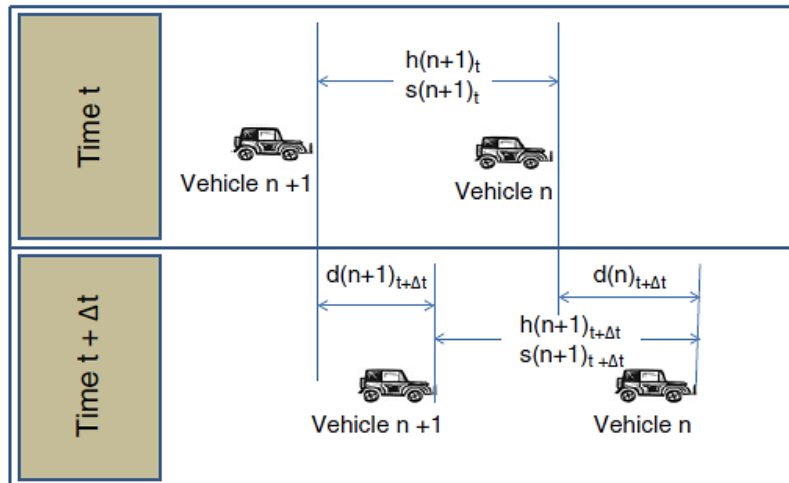 Time t
h(n+1)t
s(n+1)t
Vehicle n +1
Vehicle n
Time t + Δt
d(n+1)t+Δt
d(n)t+Δt
h(n+1)t+Δt
s(n+1)t +Δt
Vehicle n +1
Vehicle n